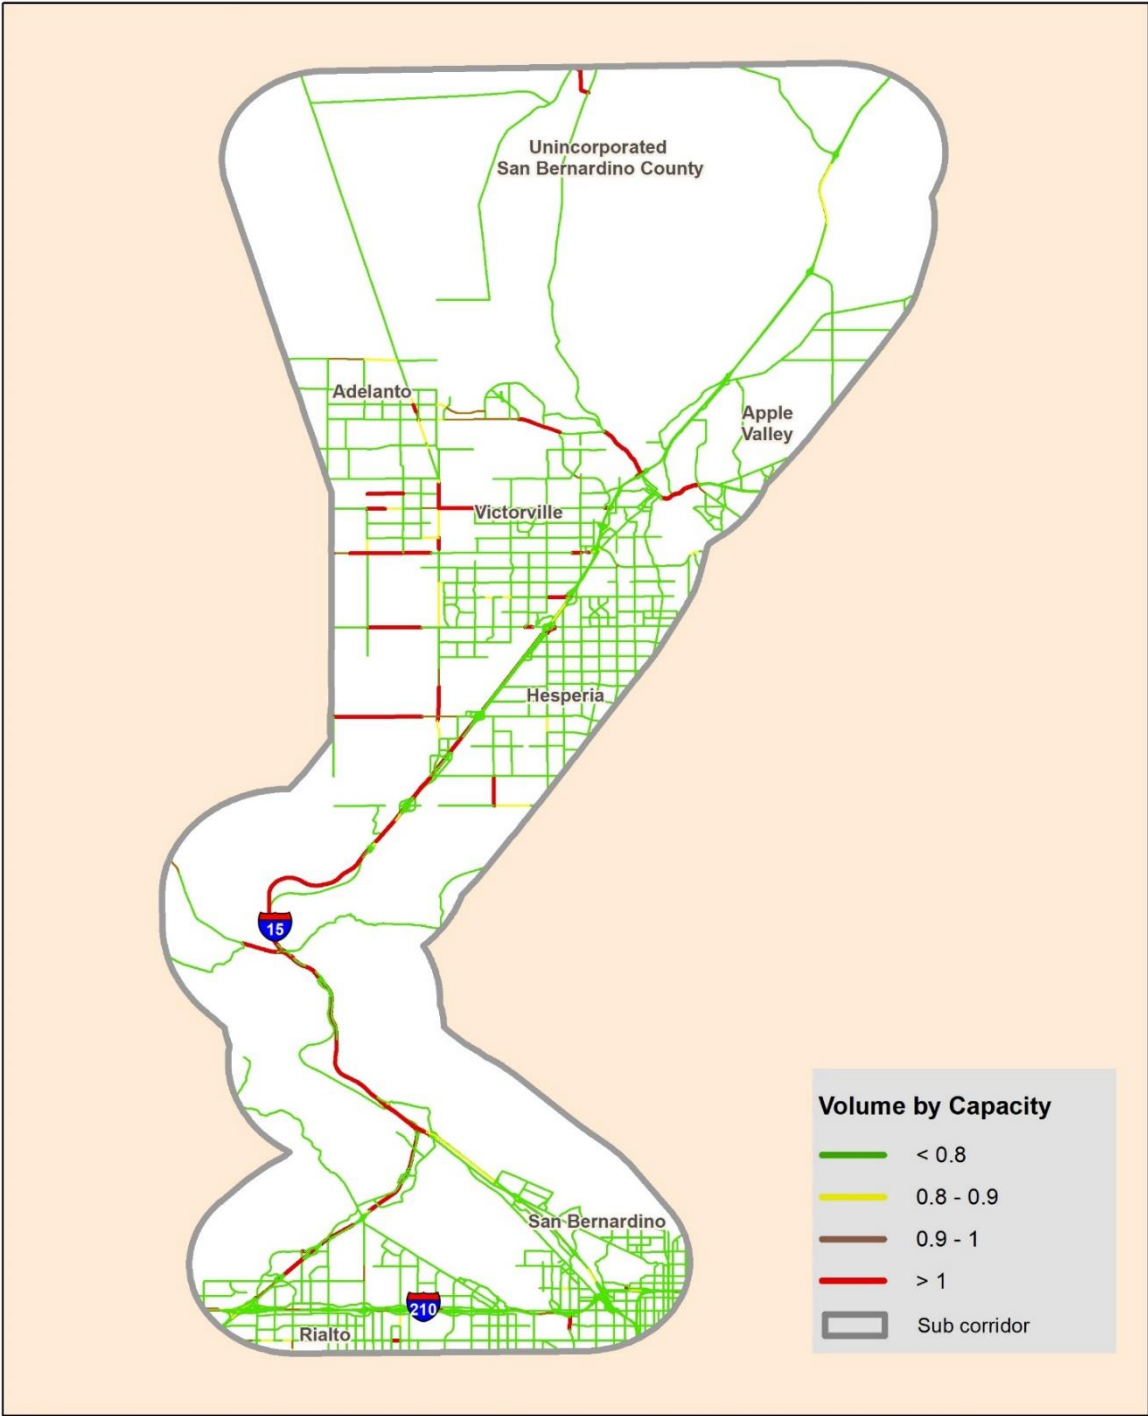 Unincorporated
San Bernardino County
Adelanto
Apple
Valley
Victorville
Hesperia
15
San Bernardino
210
Rialto
Volume by Capacity
< 0.8
0.8 - 0.9
0.9 - 1
> 1
Sub corridor